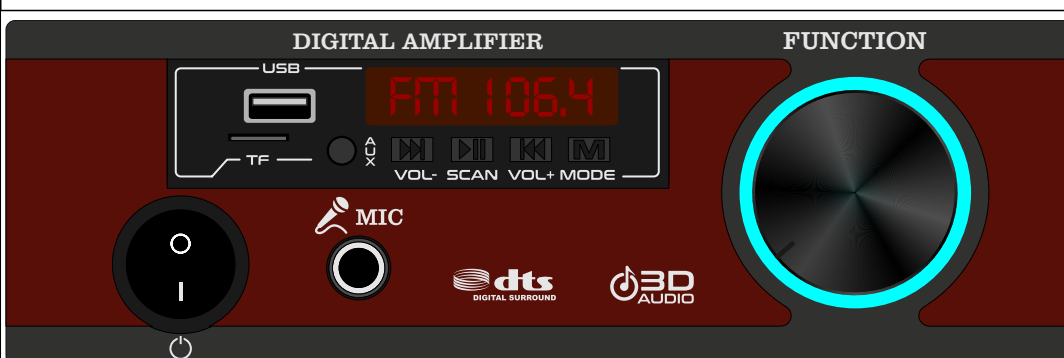 DIGITAL AMPLIFIER
FUNCTION
USB
FM 106.4
TF
AUX
M
VOL- SCAN VOL+ MODE
MIC
dts
DIGITAL SURROUND
3D
AUDIO